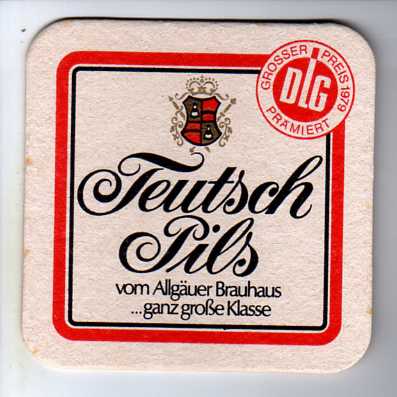 GROSSER PREIS 1979
DLG
PRÄMIERT
Teutsch
Pils
vom Allgäuer Brauhaus
...ganz große Klasse